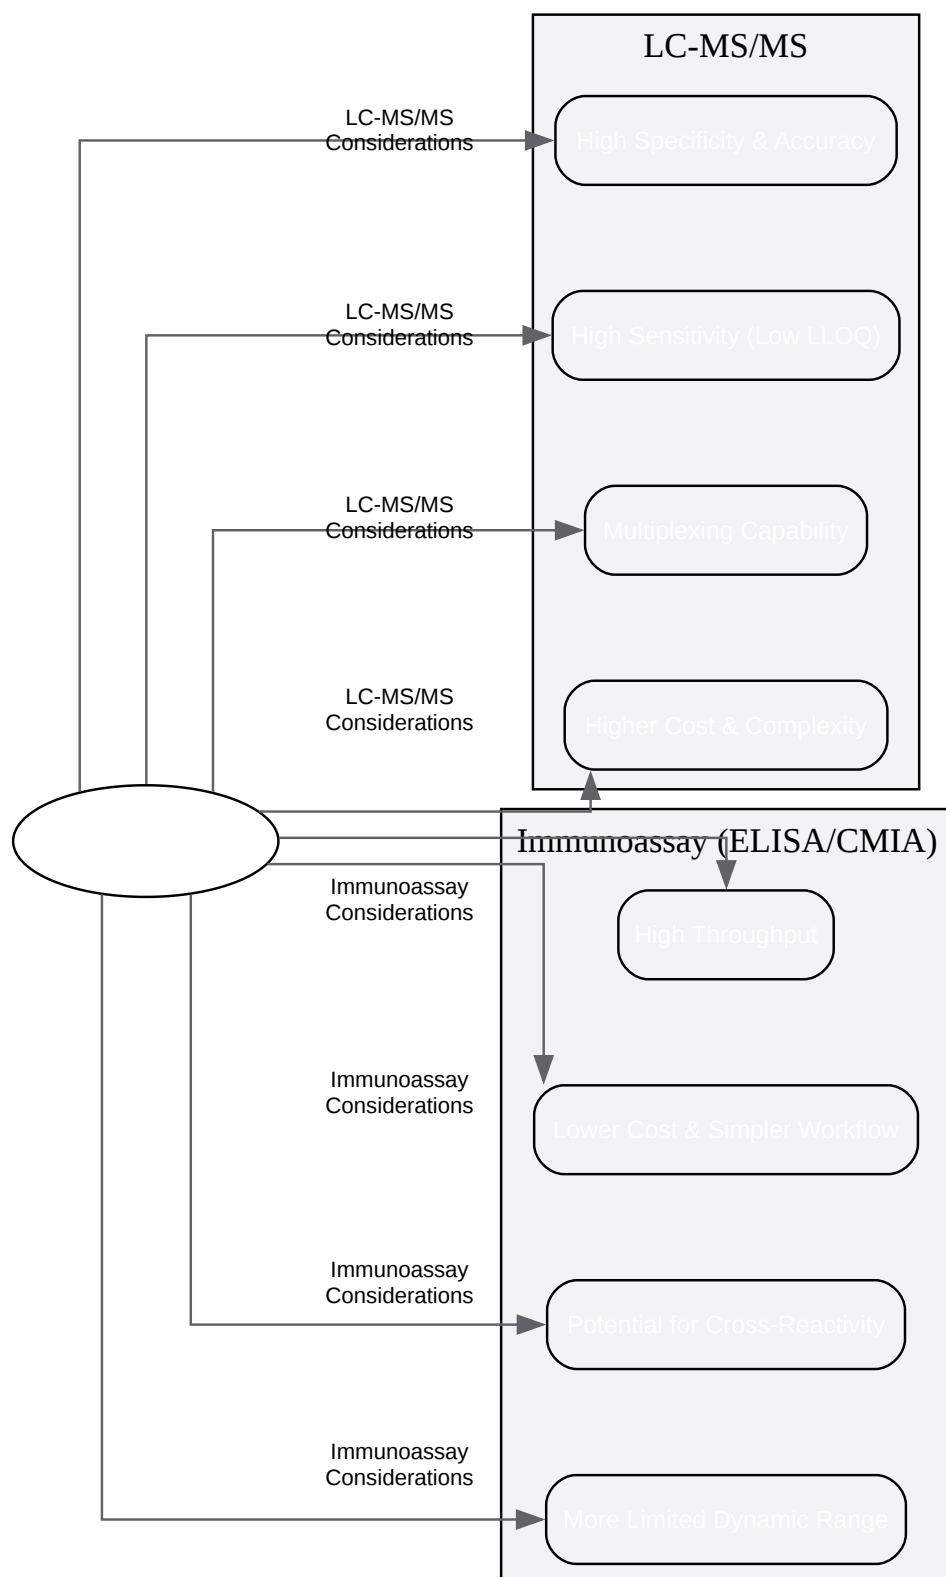 LC-MS/MS
LC-MS/MS
Considerations
High Specificity & Accuracy
LC-MS/MS
Considerations
High Sensitivity (Low LLOQ)
LC-MS/MS
Considerations
Multiplexing Capability
LC-MS/MS
Considerations
Higher Cost & Complexity
Immunoassay (ELISA/CMIA)
Immunoassay
Considerations
High Throughput
Immunoassay
Considerations
Lower Cost & Simpler Workflow
Immunoassay
Considerations
Potential for Cross-Reactivity
Immunoassay
Considerations
More Limited Dynamic Range